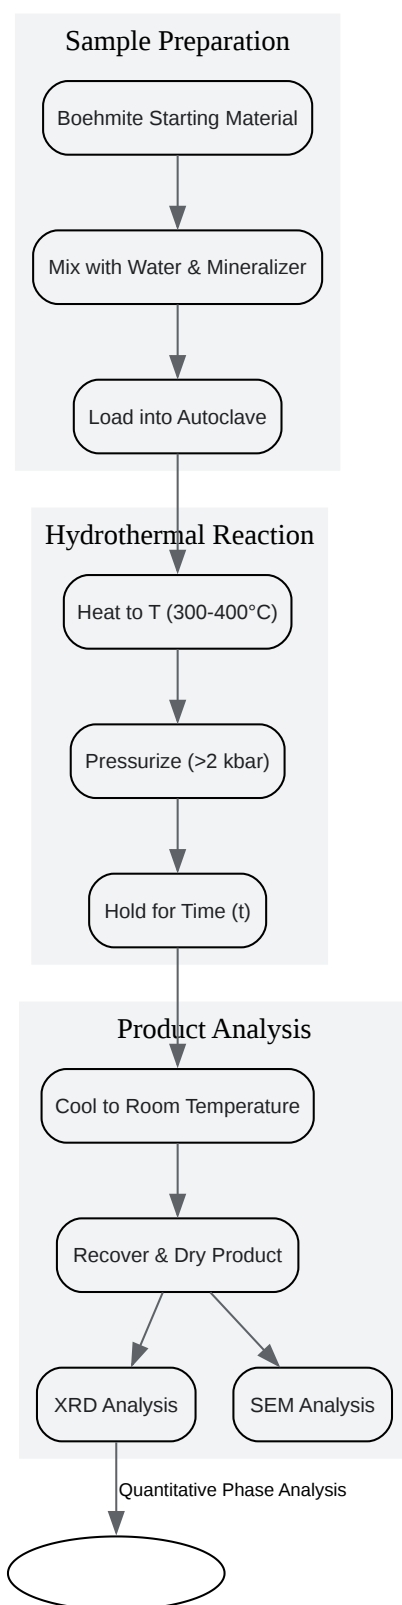 Sample Preparation
Boehmite Starting Material
Mix with Water & Mineralizer
Load into Autoclave
Hydrothermal Reaction
Heat to T (300-400°C)
Pressurize (>2 kbar)
Hold for Time (t)
Product Analysis
Cool to Room Temperature
Recover & Dry Product
XRD Analysis
SEM Analysis
Quantitative Phase Analysis